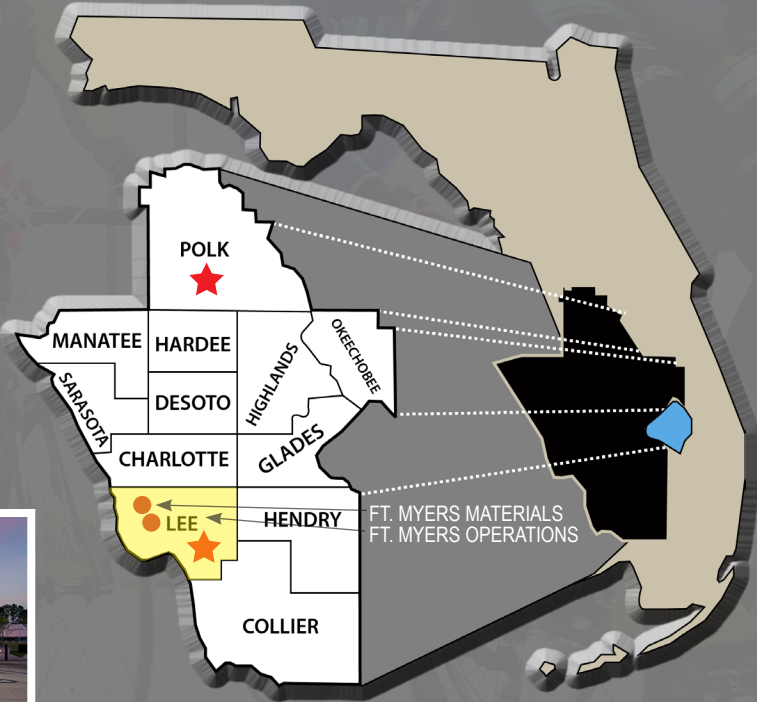 POLK
MANATEE
HARDEE
HIGHLANDS
OKEECHOBEE
SARASOTA
DESOTO
CHARLOTTE
GLADES
LEE
HENDRY
FT. MYERS MATERIALS
FT. MYERS OPERATIONS
COLLIER